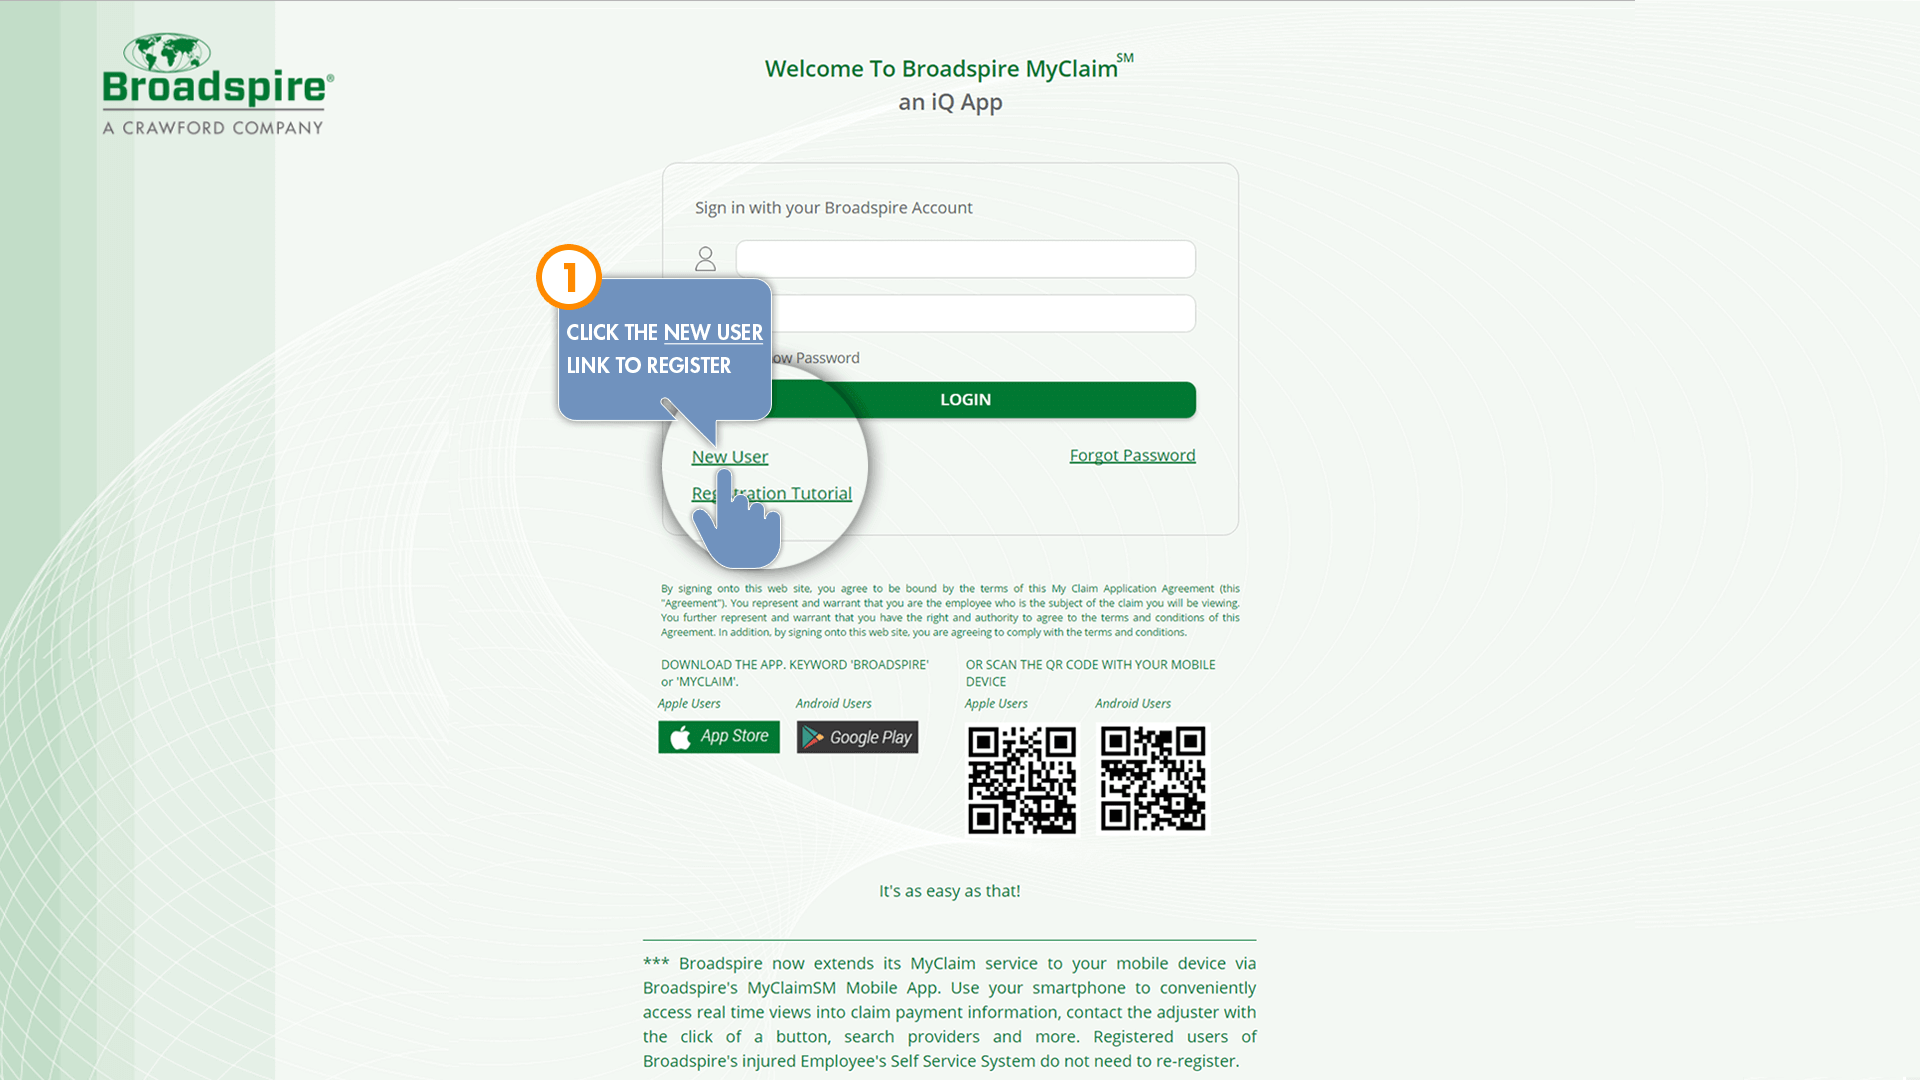 Broadspire®
A CRAWFORD COMPANY
Welcome To Broadspire MyClaim SM
an iQ App
Sign in with your Broadspire Account
1
CLICK THE NEW USER
LINK TO REGISTER
Password
LOGIN
New User
Forgot Password
Tutorial
By signing onto this web site, you agree to be bound by the terms of this My Claim Application Agreement (this
"Agreement"). You represent and warrant that you are the employee who is the subject of the claim you will be viewing.
You further represent and warrant that you have the right and authority to agree to the terms and conditions of this
Agreement. In addition, by signing onto this web site, you are agreeing to comply with the terms and conditions.
DOWNLOAD THE APP. KEYWORD 'BROADSPIRE'
or 'MYCLAIM'.
OR SCAN THE QR CODE WITH YOUR MOBILE
DEVICE
Apple Users
Android Users
Apple Users
Android Users
App Store
Google Play
It's as easy as that!
*** Broadspire now extends its MyClaim service to your mobile device via
Broadspire's MyClaimSM Mobile App. Use your smartphone to conveniently
access real time views into claim payment information, contact the adjuster with
the click of a button, search providers and more. Registered users of
Broadspire's injured Employee's Self Service System do not need to re-register.